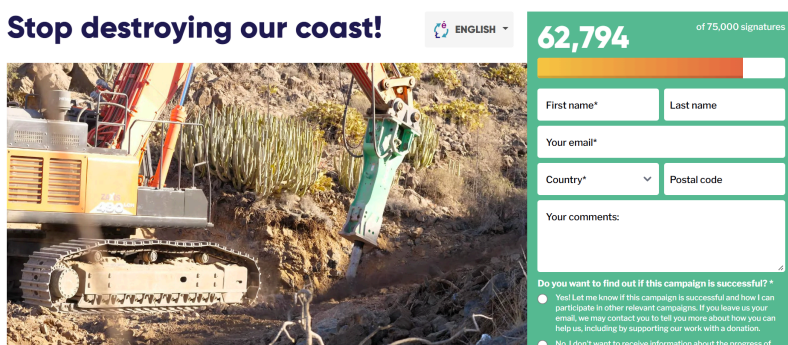 Stop destroying our coast!
ENGLISH
62,794
of 75,000 signatures
First name*
Last name
Your email*
Country*
Postal code
Your comments:
Do you want to find out if this campaign is successful? *
Yes! Let me know if this campaign is successful and how I can
participate in other relevant campaigns. If you leave us your
email, we may contact you to tell you more about how you can
help us, including by supporting our work with a donation.
No. I don't want to receive information about the progress of